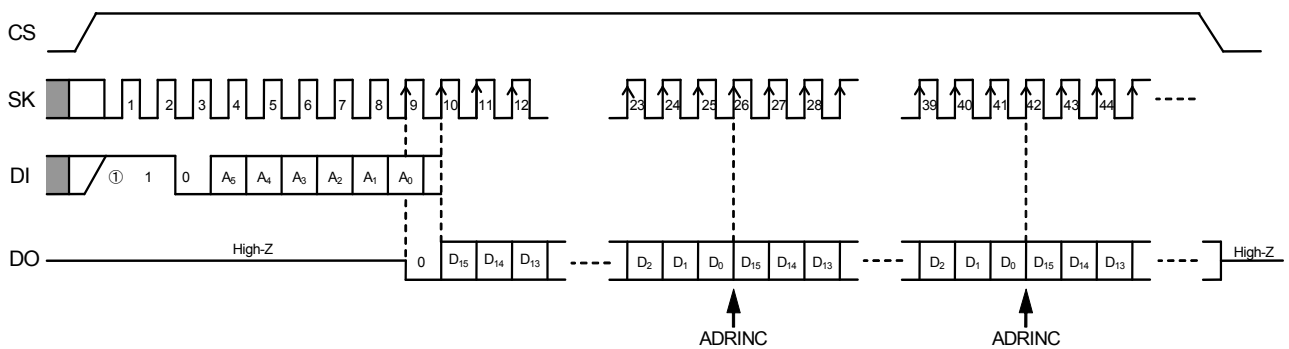 CS
SK 1 2 3 4 5 6 7 8 9 10 11 12 23 24 25 26 27 28 39 40 41 42 43 44
DI ① 1 0 A5 A4 A3 A2 A1 A0
DO High-Z 0 D15 D14 D13 D2 D1 D0 D15 D14 D13 D2 D1 D0 D15 D14 D13 High-Z
ADRINC ADRINC